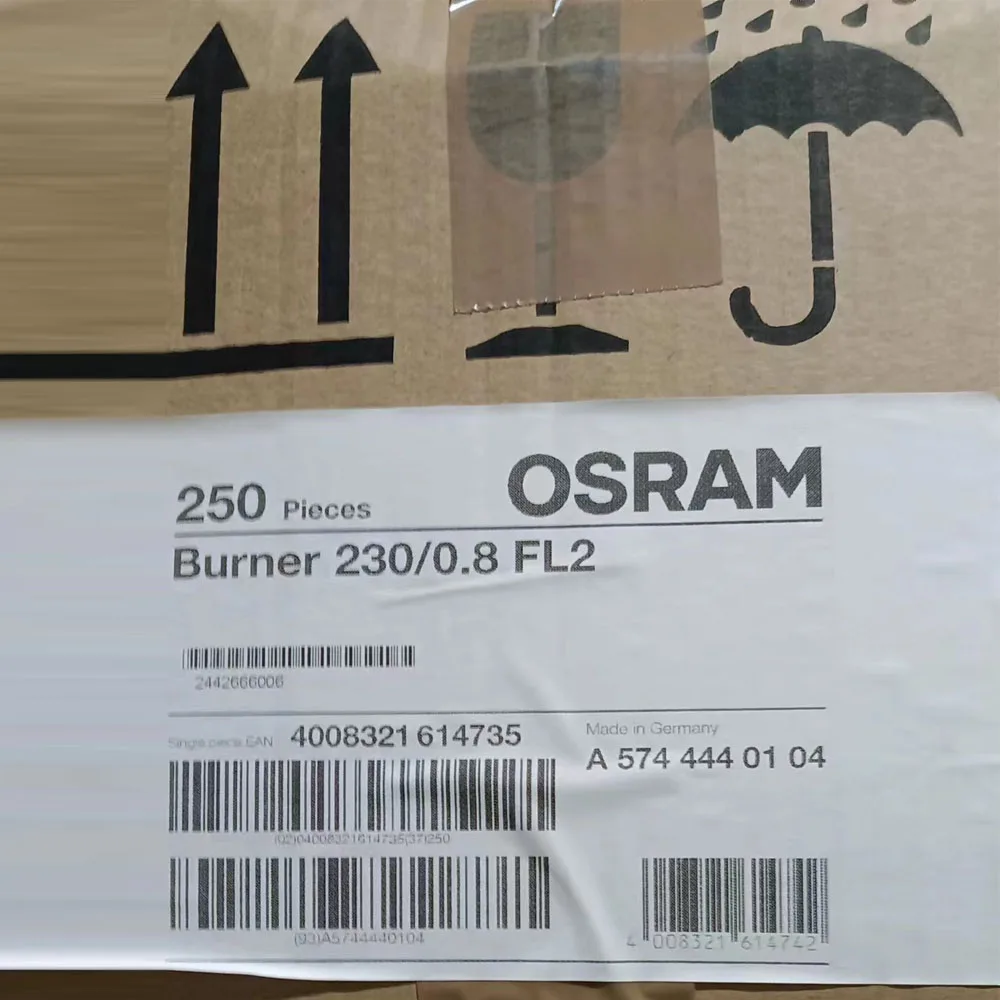 250 Pieces OSRAM
Burner 230/0.8 FL2
2442666006
Single piece EAN 4008321 614735
Made in Germany
A 574 444 01 04
(02)04008321614735(37)250
(93)A5744440104
4 008321 614742